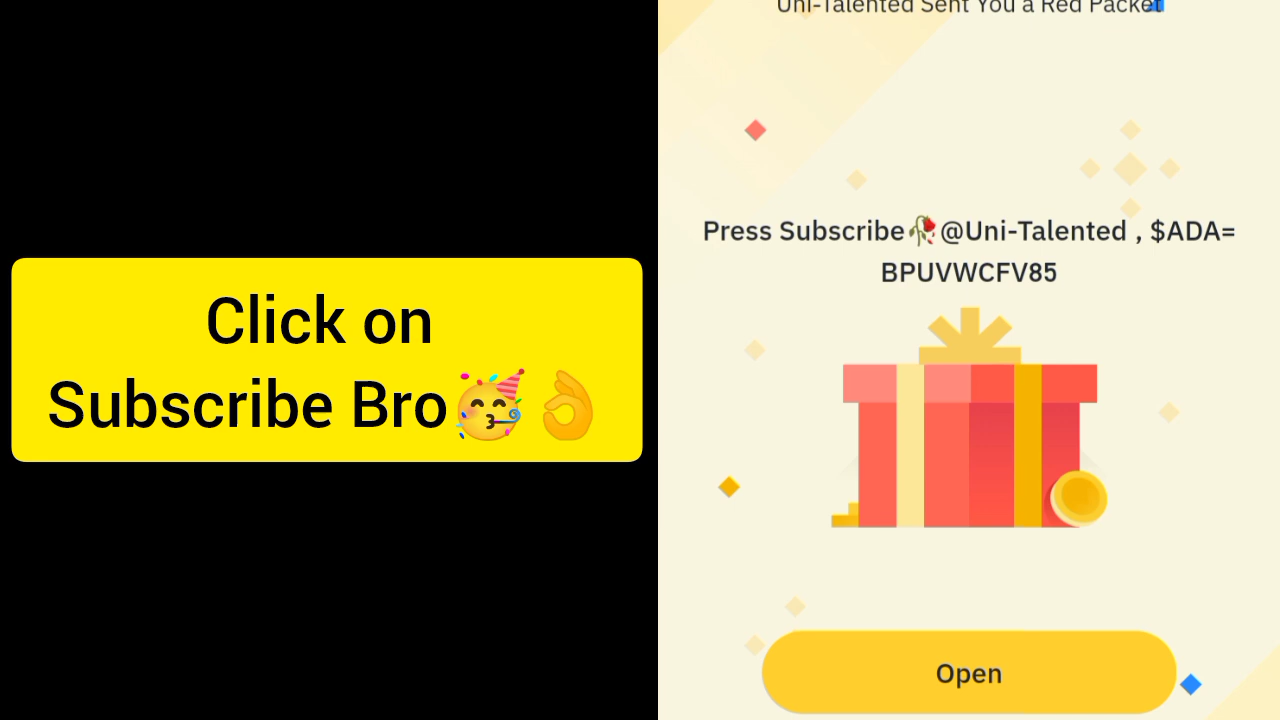 Click on
Subscribe Bro🥳👌
Uni-Talented Sent You a Red Packet
Press Subscribe🥀@Uni-Talented , $ADA=
BPUVWCFV85
Open